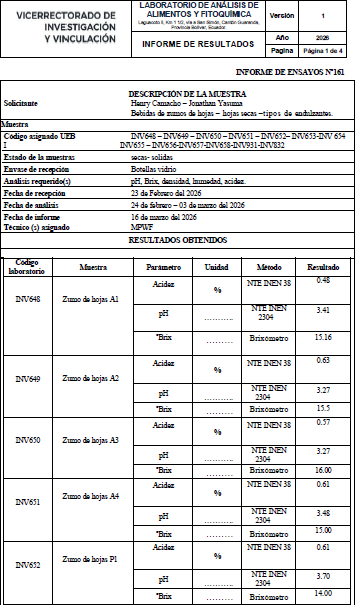 VICERRECTORADO DE
INVESTIGACIÓN
Y VINCULACIÓN
LABORATORIO DE ANÁLISIS DE
ALIMENTOS Y FITOQUÍMICA
Laguacoto II, Km 1 1/2, vía a San Simón, Cantón Guaranda,
Provincia Bolívar, Ecuador.
INFORME DE RESULTADOS
Versión 1
Año 2026
Pagina Página 1 de 4
INFORME DE ENSAYOS Nº161
DESCRIPCIÓN DE LA MUESTRA
Solicitante Henry Camacho – Jonathan Yasuma
Bebidas de zumos de hojas – hojas secas –tipos de endulzantes.
Muestra
Código asignado UEB INV648 – INV649 – INV650 – INV651 – INV652– INV653-INV 654
I INV655 – INV656-INV657-INV658-INV931-INV832
Estado de la muestras secas- solidas
Envase de recepción Botellas vidrio
Análisis requerido(s) pH, Brix, densidad, humedad, acidez.
Fecha de recepción 23 de Febrero del 2026
Fecha de análisis 24 de febrero – 03 de marzo del 2026
Fecha de informe 16 de marzo del 2026
Técnico (s) asignado MPWF
RESULTADOS OBTENIDOS
Código
laboratorio Muestra Parámetro Unidad Método Resultado
INV648 Zumo de hojas A1 Acidez % NTE INEN 38 0.48
pH ........... NTE INEN
2304 3.41
°Brix ......... Brixómetro 15.16
INV649 Zumo de hojas A2 Acidez % NTE INEN 38 0.63
pH ........... NTE INEN
2304 3.27
°Brix ......... Brixómetro 15.5
INV650 Zumo de hojas A3 Acidez % NTE INEN 38 0.57
pH ........... NTE INEN
2304 3.27
°Brix ......... Brixómetro 16.00
INV651 Zumo de hojas A4 Acidez % NTE INEN 38 0.61
pH ........... NTE INEN
2304 3.48
°Brix ......... Brixómetro 15.00
INV652 Zumo de hojas P1 Acidez % NTE INEN 38 0.61
pH ........... NTE INEN
2304 3.70
°Brix ......... Brixómetro 14.00